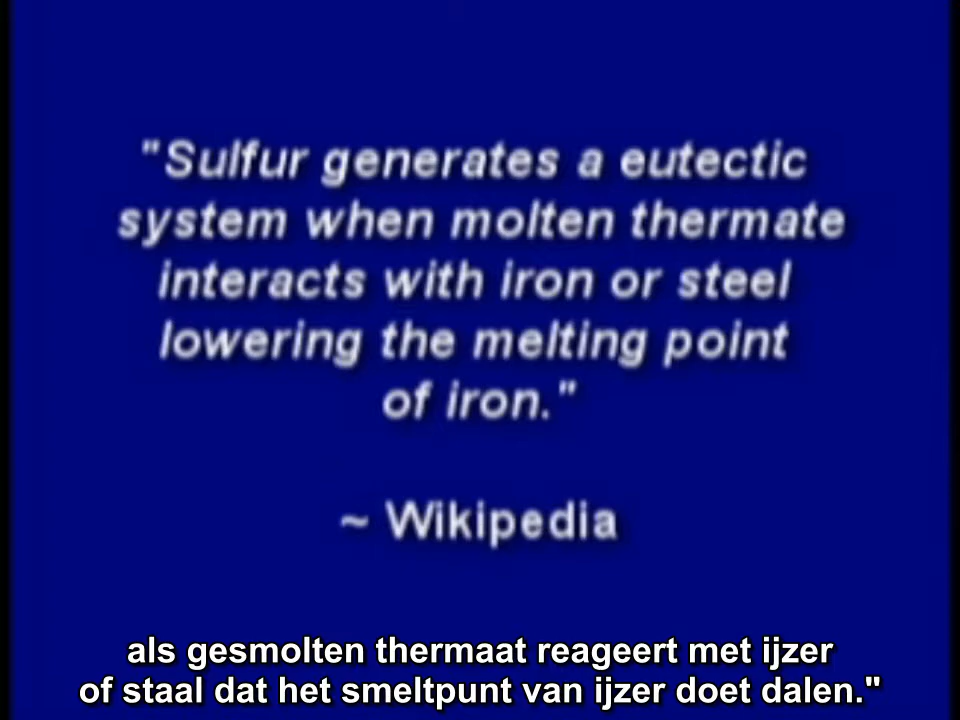 "Sulfur generates a eutectic
system when molten thermate
interacts with iron or steel
lowering the melting point
of iron."
~ Wikipedia
als gesmolten thermaat reageert met ijzer
of staal dat het smeltpunt van ijzer doet dalen."